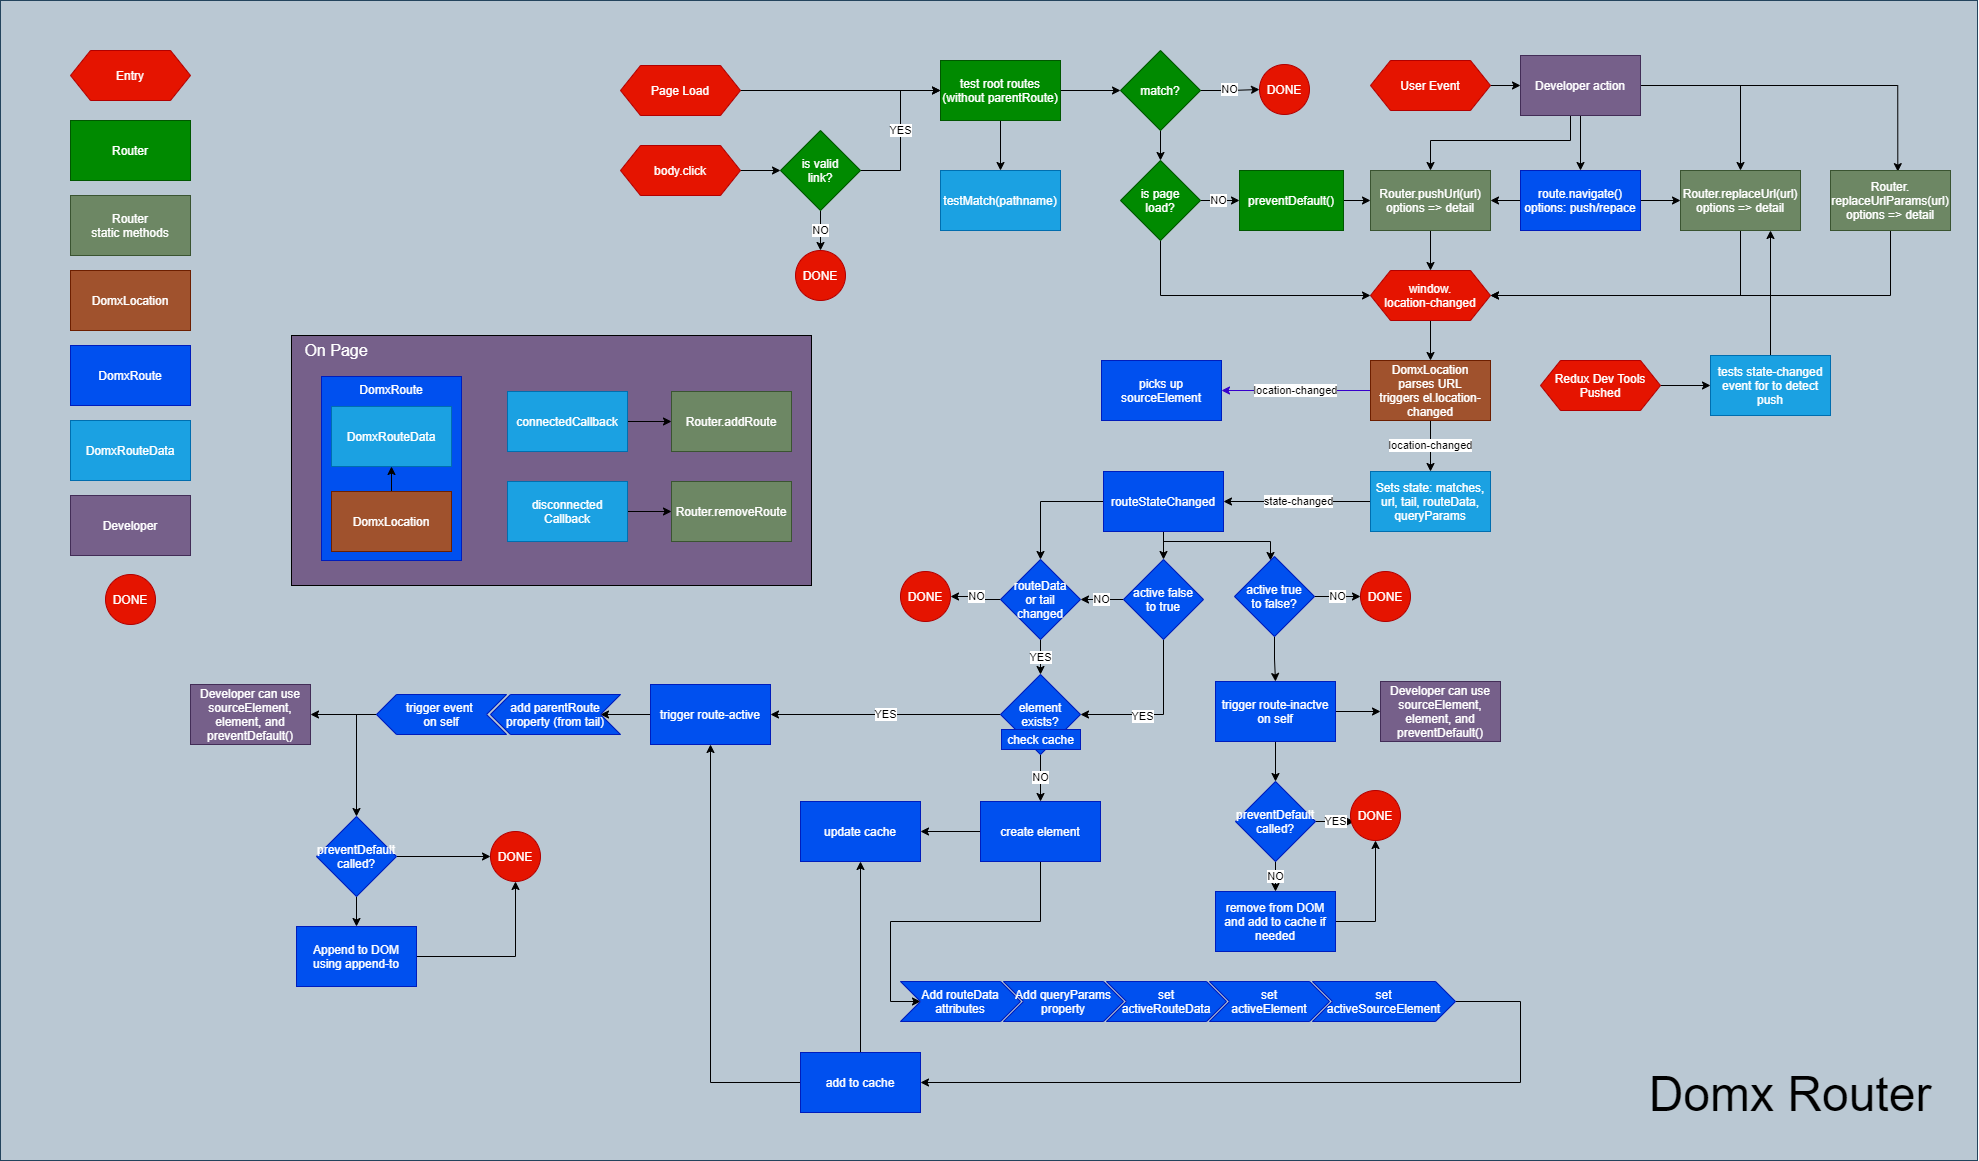 Entry
Router
Router
static methods
DomxLocation
DomxRoute
DomxRouteData
Developer
DONE
Page Load
body.click
is valid
link?
YES
NO
DONE
test root routes
(without parentRoute)
testMatch(pathname)
match?
NO
DONE
is page
load?
NO
preventDefault()
User Event
Developer action
Router.pushUrl(url)
options => detail
route.navigate()
options: push/repace
Router.replaceUrl(url)
options => detail
Router.
replaceUrlParams(url)
options => detail
window.
location-changed
DomxLocation
parses URL
triggers el.location-
changed
location-changed
picks up
sourceElement
Redux Dev Tools
Pushed
tests state-changed
event for to detect
push
location-changed
Sets state: matches,
url, tail, routeData,
queryParams
state-changed
routeStateChanged
On Page
DomxRoute
DomxRouteData
DomxLocation
connectedCallback
Router.addRoute
disconnected
Callback
Router.removeRoute
DONE
NO
routeData
or tail
changed
NO
active false
to true
active true
to false?
NO
DONE
YES
element
exists?
check cache
YES
YES
NO
trigger route-active
add parentRoute
property (from tail)
trigger event
on self
Developer can use
sourceElement,
element, and
preventDefault()
preventDefault
called?
DONE
Append to DOM
using append-to
trigger route-inactve
on self
Developer can use
sourceElement,
element, and
preventDefault()
preventDefault
called?
YES
DONE
NO
remove from DOM
and add to cache if
needed
update cache
create element
Add routeData
attributes
Add queryParams
property
set
activeRouteData
set
activeElement
set
activeSourceElement
add to cache
Domx Router